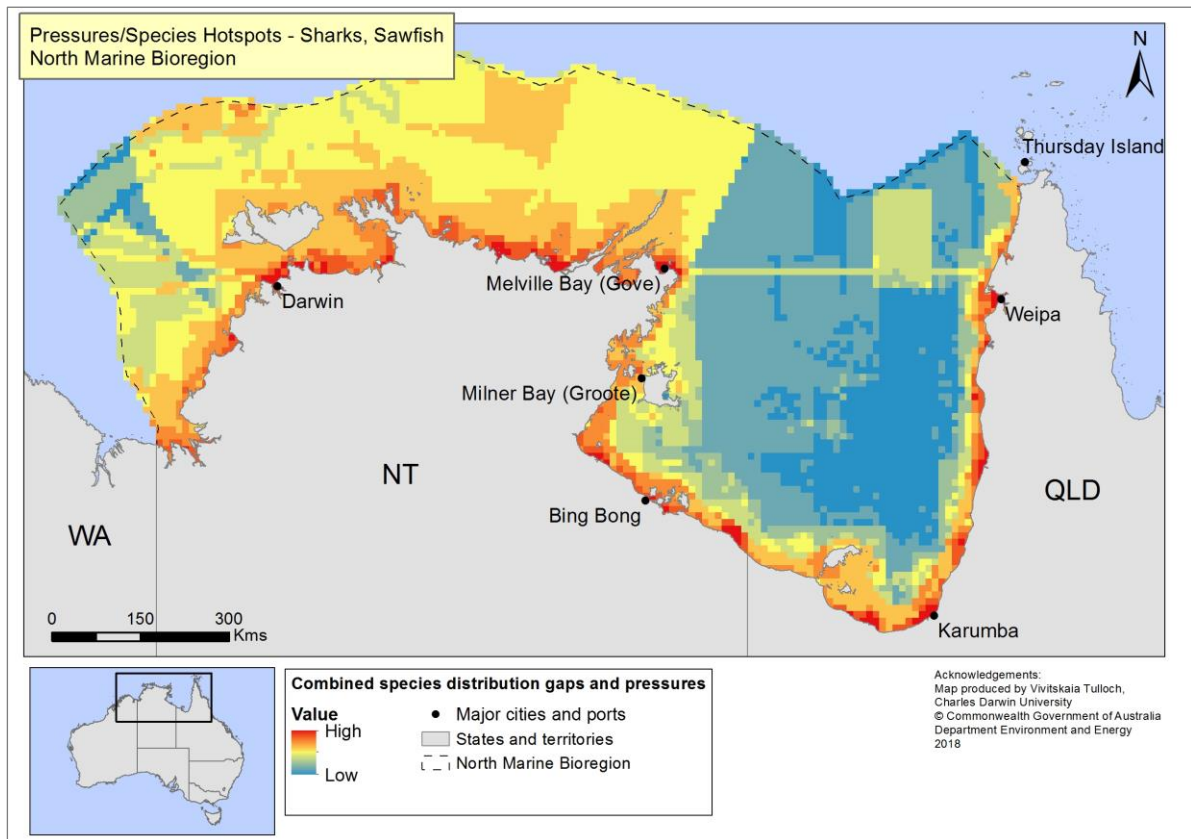 Pressures/Species Hotspots - Sharks, Sawfish
North Marine Bioregion
N
Thursday Island
Darwin
Melville Bay (Gove)
Weipa
Milner Bay (Groote)
NT
QLD
Bing Bong
WA
Karumba
0 150 300
Kms
Combined species distribution gaps and pressures
Value
High
Low
Major cities and ports
States and territories
North Marine Bioregion
Acknowledgements:
Map produced by Vivitskaia Tulloch,
Charles Darwin University
© Commonwealth Government of Australia
Department Environment and Energy
2018